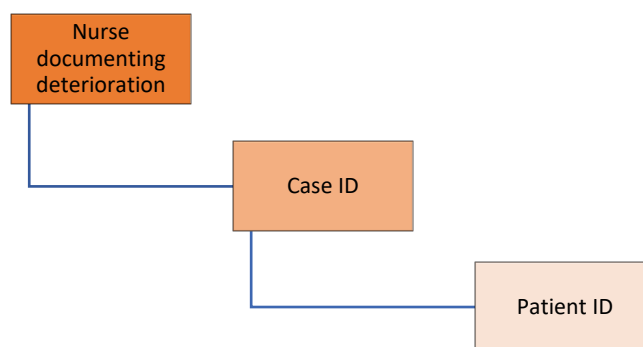 Nurse
documenting
deterioration
Case ID
Patient ID